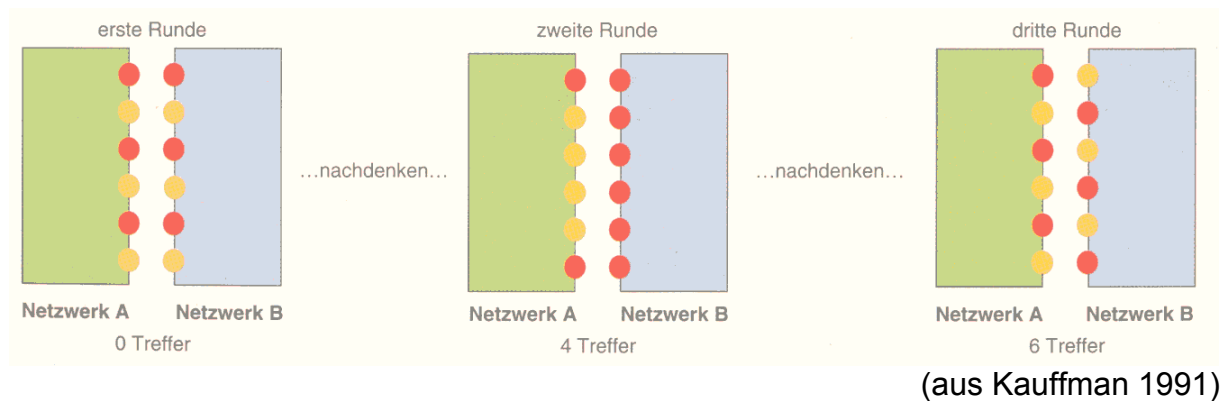 erste Runde
zweite Runde
dritte Runde
...nachdenken...
...nachdenken...
Netzwerk A Netzwerk B
Netzwerk A Netzwerk B
Netzwerk A Netzwerk B
0 Treffer
4 Treffer
6 Treffer
(aus Kauffman 1991)